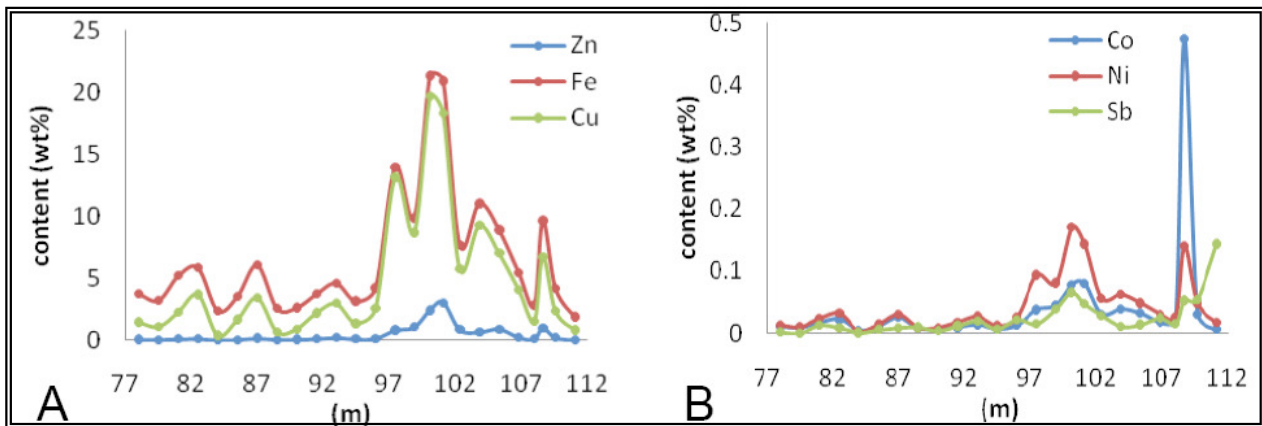 25
20
15
10
5
0
content (wt%)
Zn
Fe
Cu
77 82 87 92 97 102 107 112
(m)
A
0.5
0.4
0.3
0.2
0.1
0
content (wt%)
Co
Ni
Sb
77 82 87 92 97 102 107 112
(m)
B